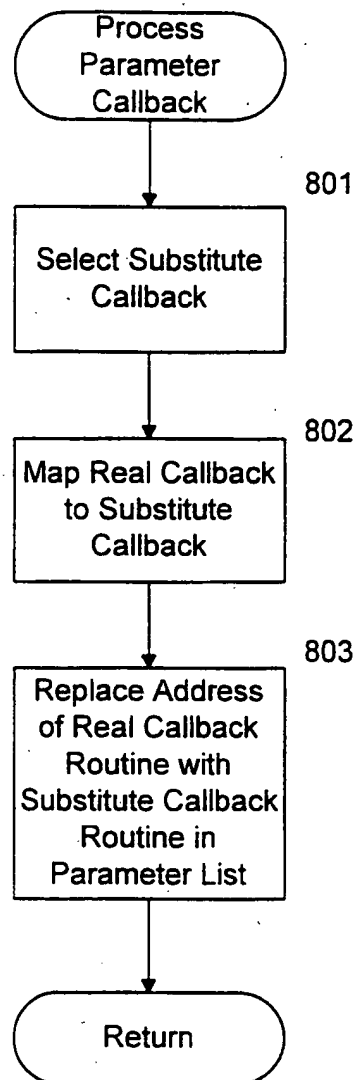 Process
Parameter
Callback
801
Select Substitute
Callback
802
Map Real Callback
to Substitute
Callback
803
Replace Address
of Real Callback
Routine with
Substitute Callback
Routine in
Parameter List
Return